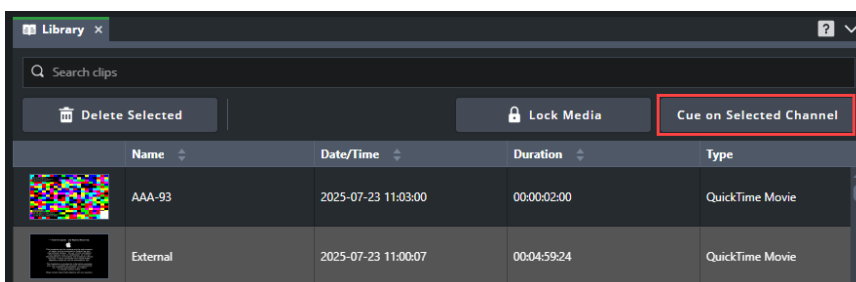 Library ×
?
Search clips
Delete Selected
Lock Media
Cue on Selected Channel
Name Date/Time Duration Type
AAA-93 2025-07-23 11:03:00 00:00:02:00 QuickTime Movie
External 2025-07-23 11:00:07 00:04:59:24 QuickTime Movie